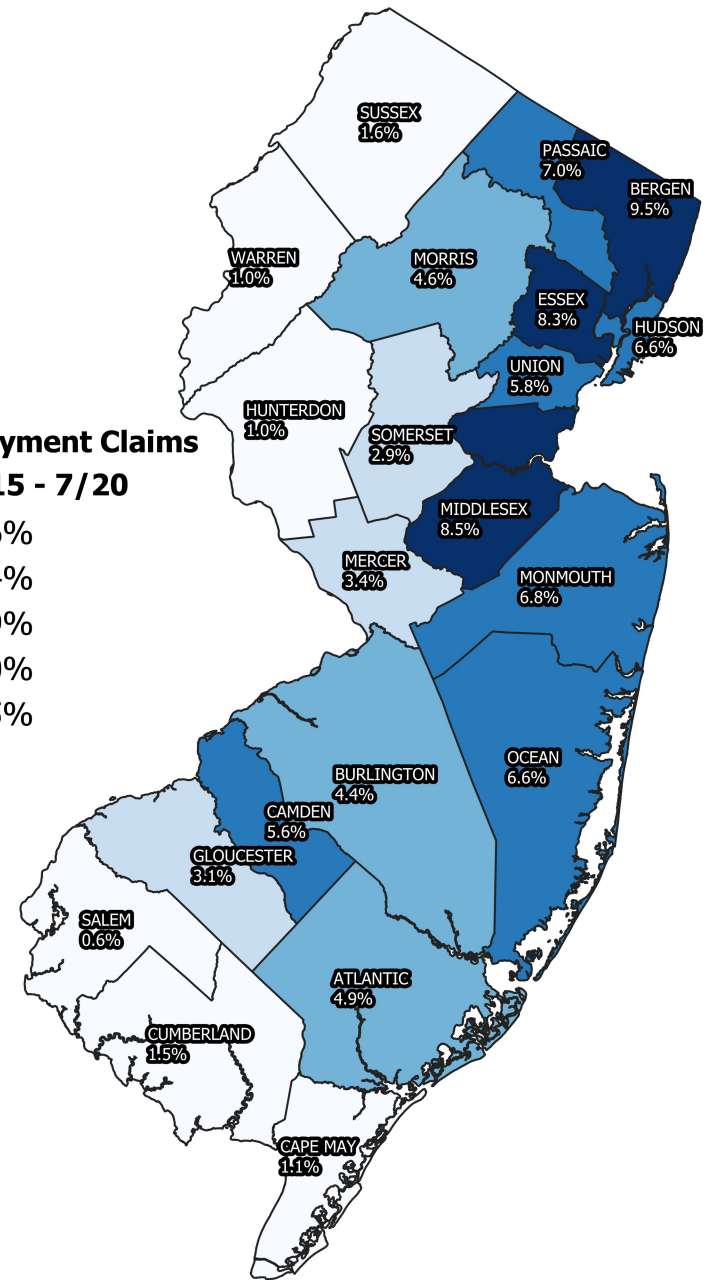 SUSSEX
1.6%
PASSAIC
7.0%
BERGEN
9.5%
WARREN
1.0%
MORRIS
4.6%
ESSEX
8.3%
HUDSON
6.6%
UNION
5.8%
HUNTERDON
1.0%
SOMERSET
2.9%
yment Claims
15 - 7/20
%
%
%
%
%
MIDDLESEX
8.5%
MERCER
3.4%
MONMOUTH
6.8%
OCEAN
6.6%
BURLINGTON
4.4%
CAMDEN
5.6%
GLOUCESTER
3.1%
SALEM
0.6%
ATLANTIC
4.9%
CUMBERLAND
1.5%
CAPE MAY
1.1%